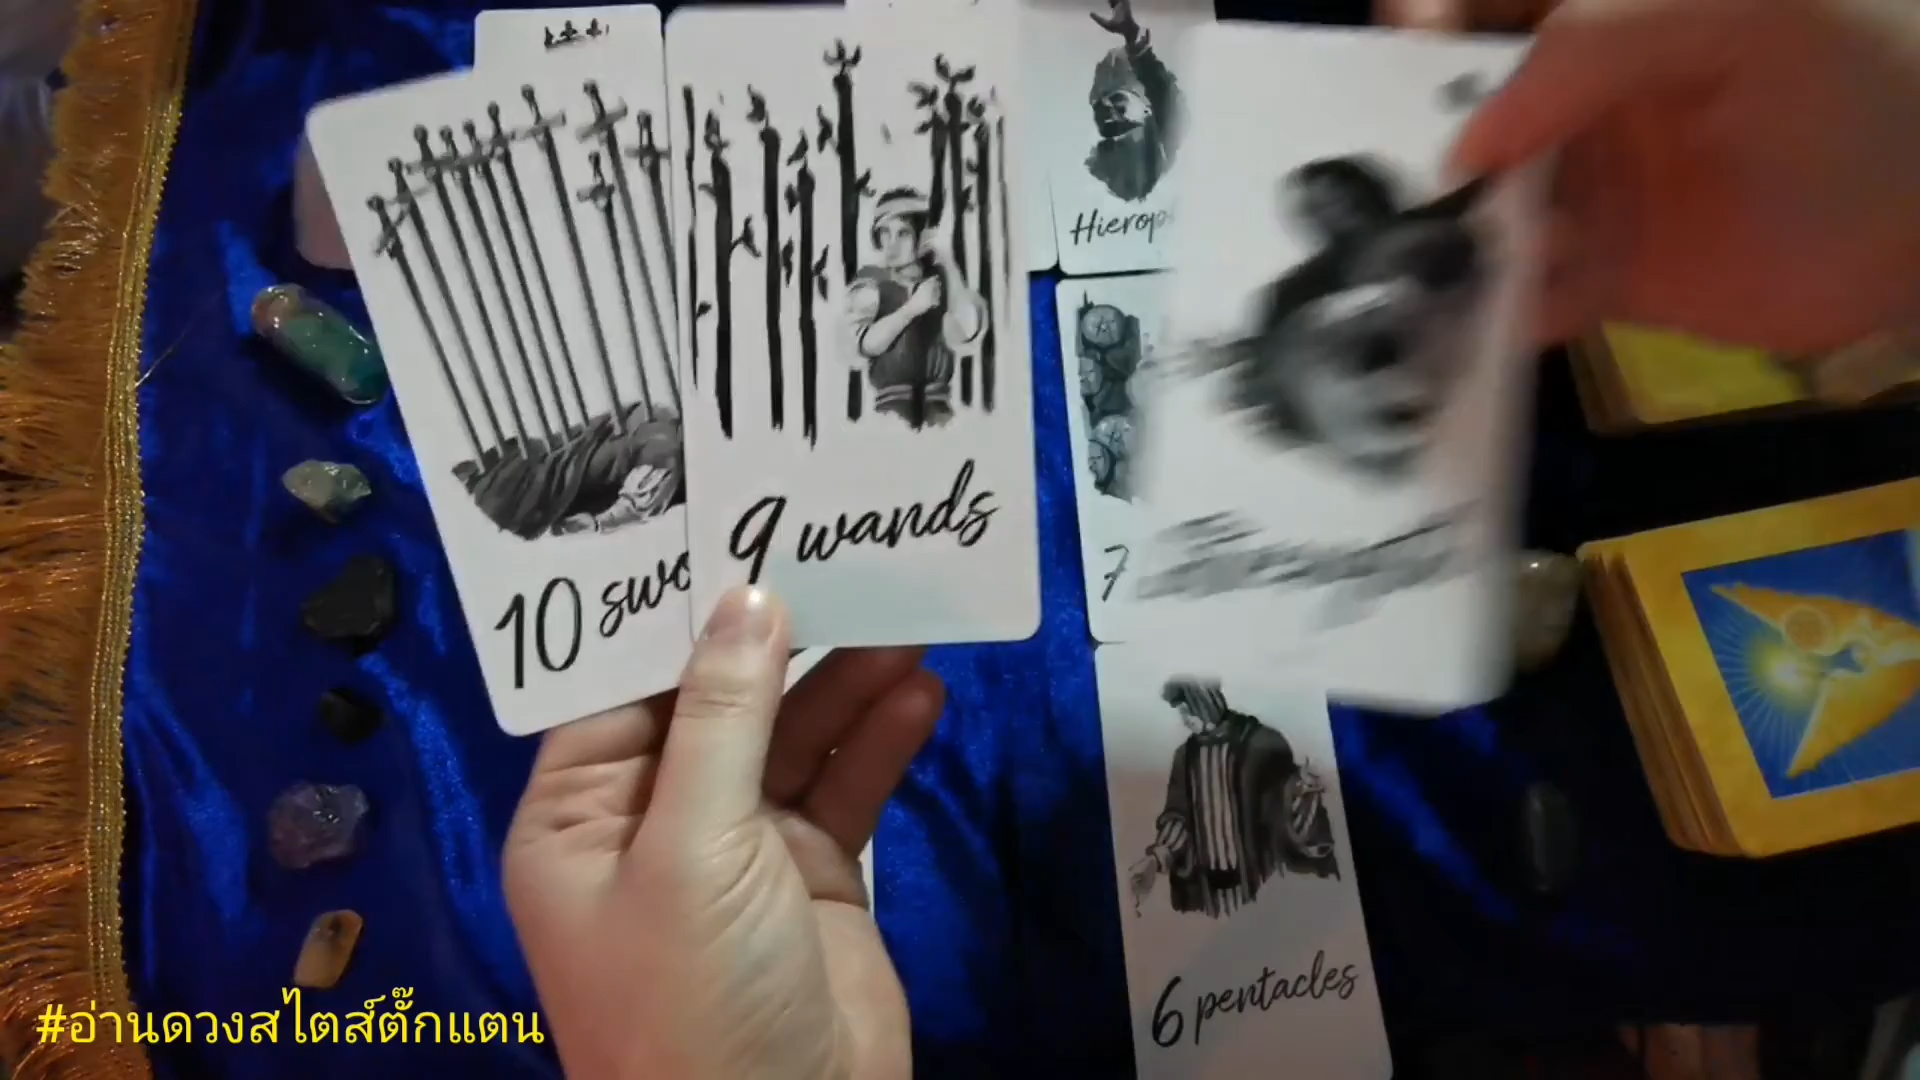 Hierop
9 wands
10 swo
7
6 pentacles
#อ่านดวงสไตส์ตั๊กแตน